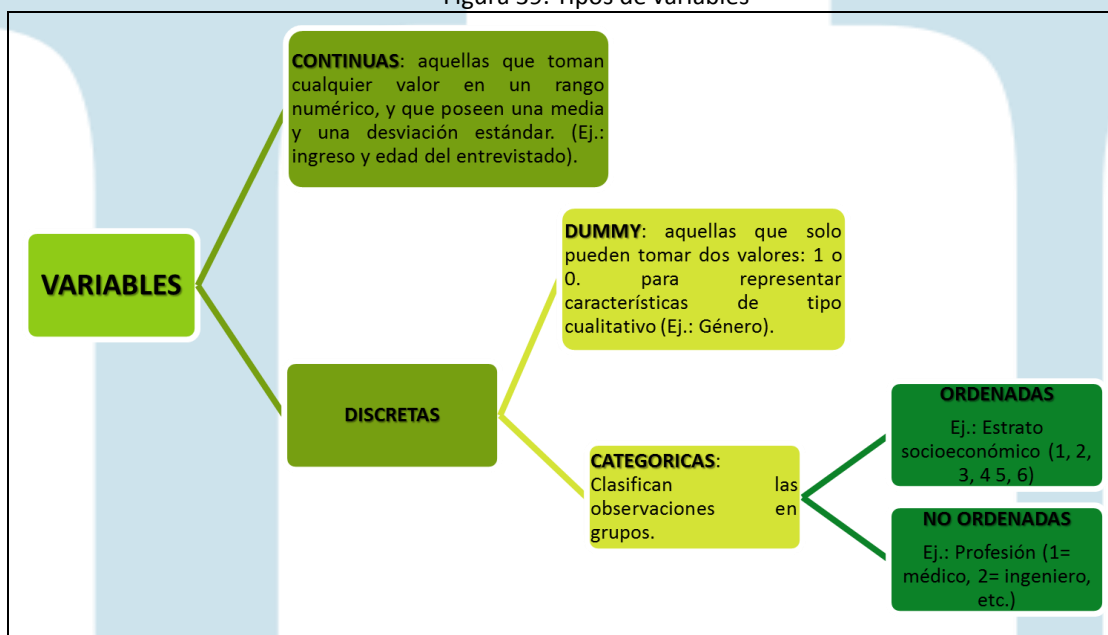 Figura 39. Tipos de variables
CONTINUAS: aquellas que toman
cualquier valor en un rango
numérico, y que poseen una media
y una desviación estándar. (Ej.:
ingreso y edad del entrevistado).
VARIABLES
DISCRETAS
DUMMY: aquellas que solo
pueden tomar dos valores: 1 o
0. para representar
características de tipo
cualitativo (Ej.: Género).
CATEGORICAS:
Clasifican las
observaciones en
grupos.
ORDENADAS
Ej.: Estrato
socioeconómico (1, 2,
3, 4 5, 6)
NO ORDENADAS
Ej.: Profesión (1=
médico, 2= ingeniero,
etc.)